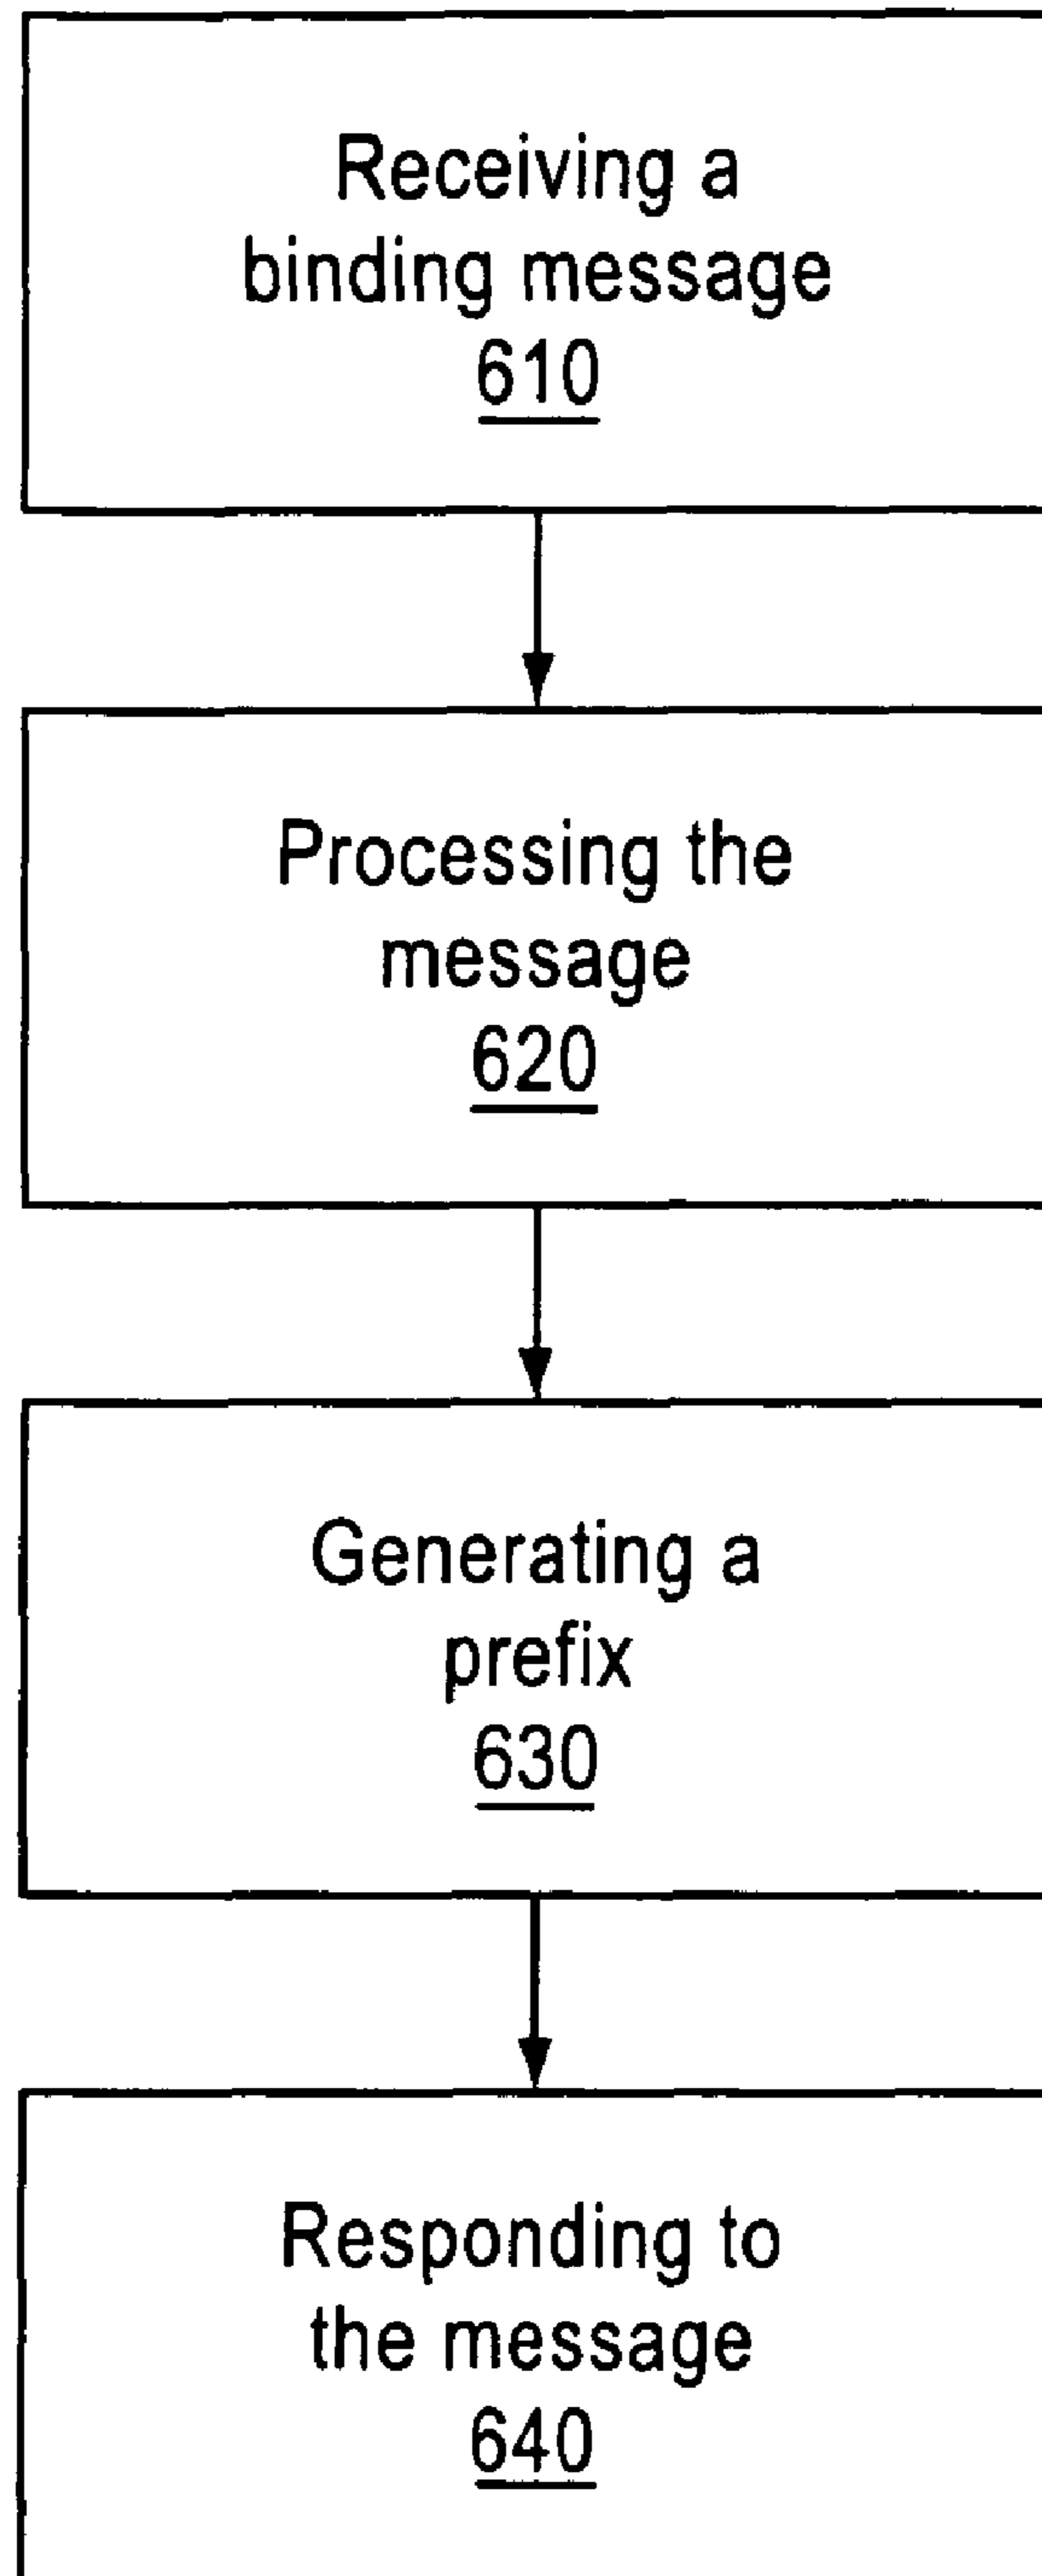 Receiving a
binding message
610
Processing the
message
620
Generating a
prefix
630
Responding to
the message
640